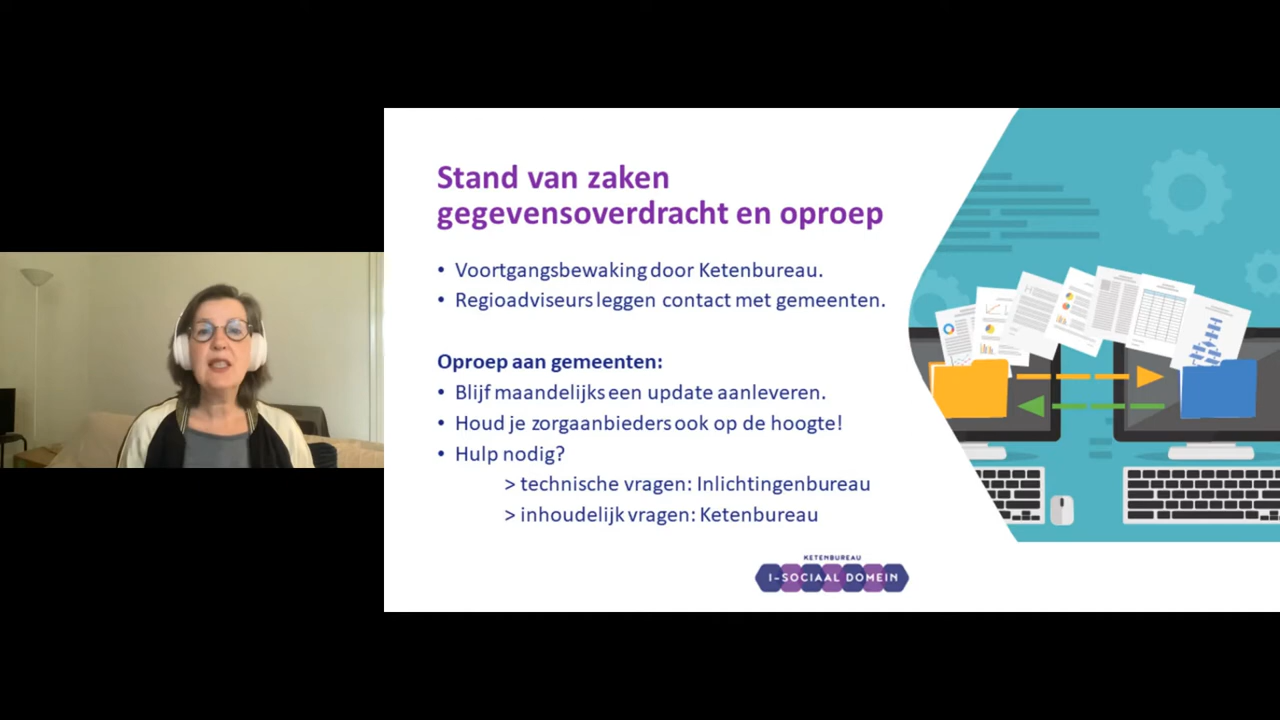 Stand van zaken
gegevensoverdracht en oproep
• Voortgangsbewaking door Ketenbureau.
• Regioadviseurs leggen contact met gemeenten.
Oproep aan gemeenten:
• Blijf maandelijks een update aanleveren.
• Houd je zorgaanbieders ook op de hoogte!
• Hulp nodig?
> technische vragen: Inlichtingenbureau
> inhoudelijk vragen: Ketenbureau
KETENBUREAU
I-SOCIAAL DOMEIN